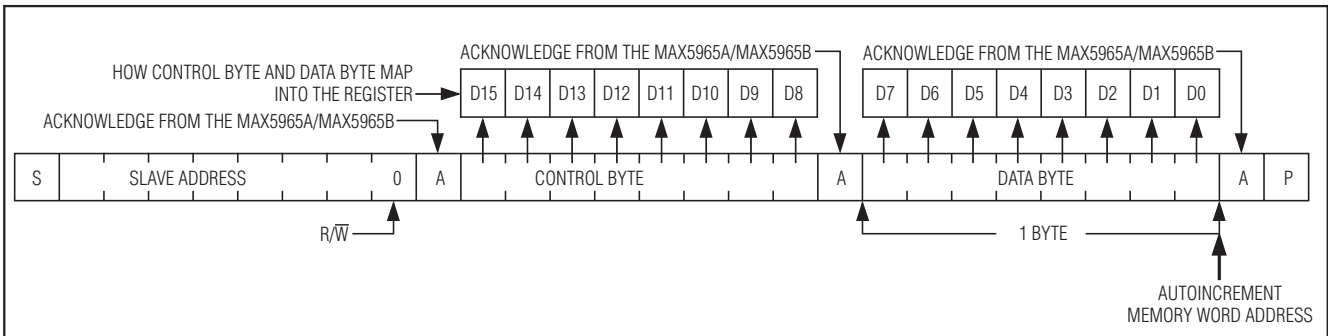 ACKNOWLEDGE FROM THE MAX5965A/MAX5965B
ACKNOWLEDGE FROM THE MAX5965A/MAX5965B
HOW CONTROL BYTE AND DATA BYTE MAP
INTO THE REGISTER
D15 D14 D13 D12 D11 D10 D9 D8
D7 D6 D5 D4 D3 D2 D1 D0
ACKNOWLEDGE FROM THE MAX5965A/MAX5965B
S SLAVE ADDRESS 0 A CONTROL BYTE A DATA BYTE A P
R/W̅
1 BYTE
AUTOINCREMENT
MEMORY WORD ADDRESS